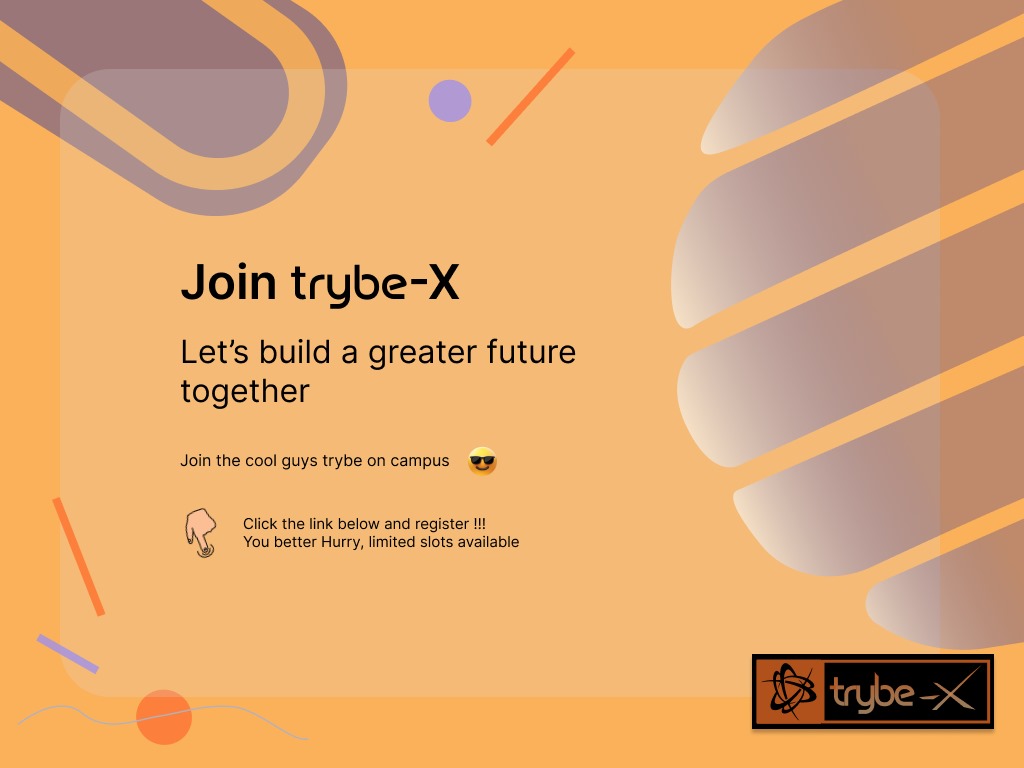 Join trybe-X
Let’s build a greater future
together
Join the cool guys trybe on campus 😎
Click the link below and register !!!
You better Hurry, limited slots available
trybe-X